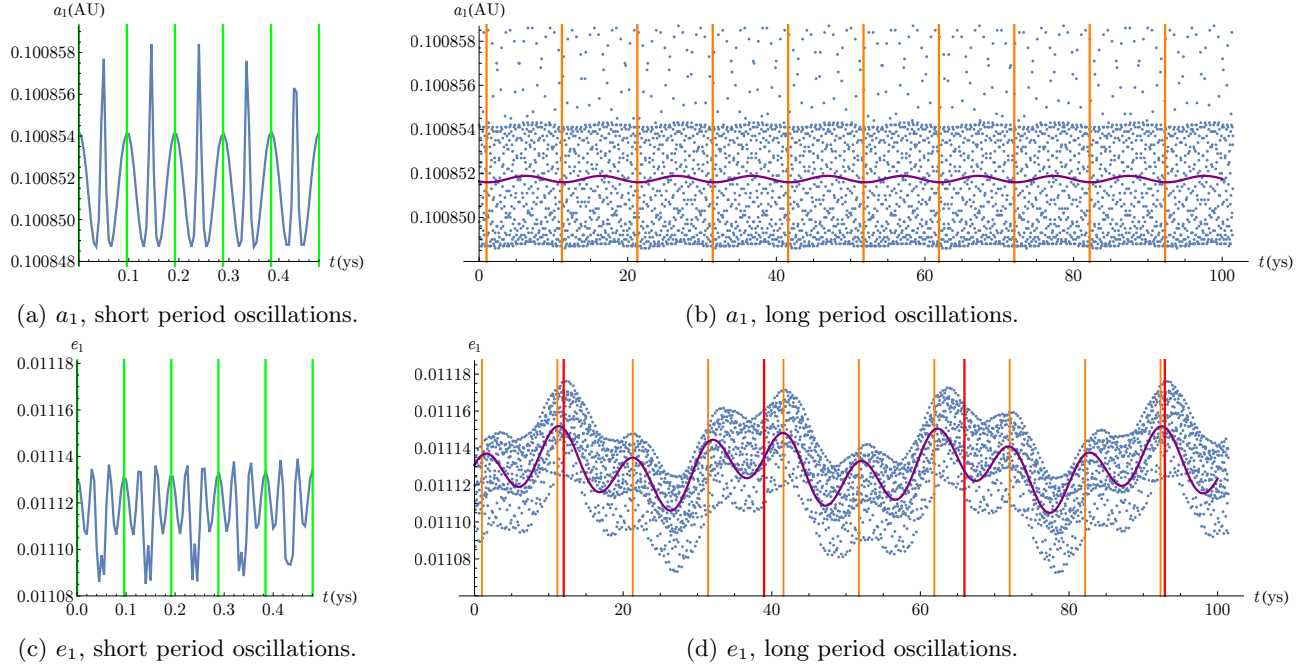 a₁(AU)
0.100858
0.100856
0.100854
0.100852
0.100850
0.100848
0.1 0.2 0.3 0.4 t(ys)
(a) a₁, short period oscillations.
a₁(AU)
0.100858
0.100856
0.100854
0.100852
0.100850
0 20 40 60 80 100 t(ys)
(b) a₁, long period oscillations.
e₁
0.01118
0.01116
0.01114
0.01112
0.01110
0.01108
0.0 0.1 0.2 0.3 0.4 t(ys)
(c) e₁, short period oscillations.
e₁
0.01118
0.01116
0.01114
0.01112
0.01110
0.01108
0 20 40 60 80 100 t(ys)
(d) e₁, long period oscillations.